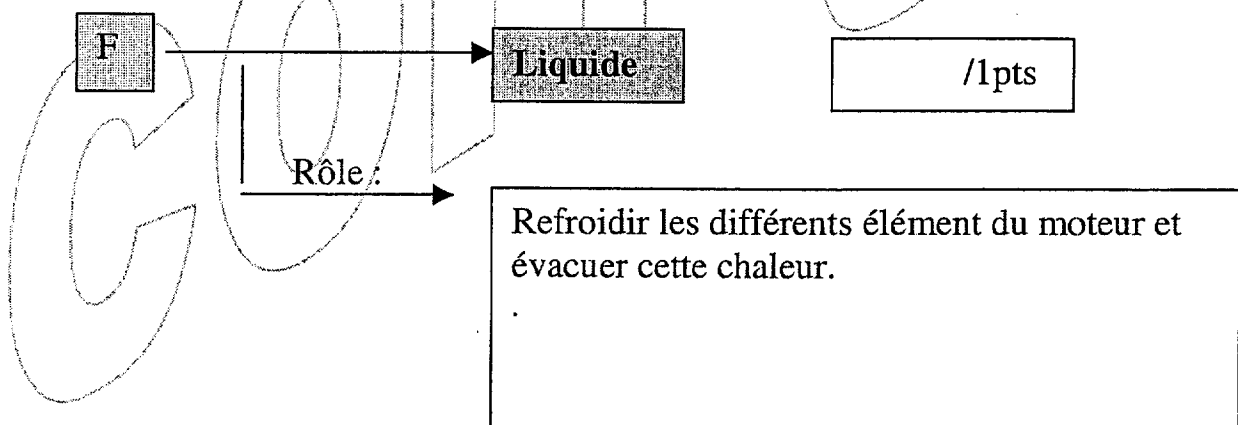 F
Liquide
/1pts
Rôle :
Refroidir les différents élément du moteur et
évacuer cette chaleur.
.